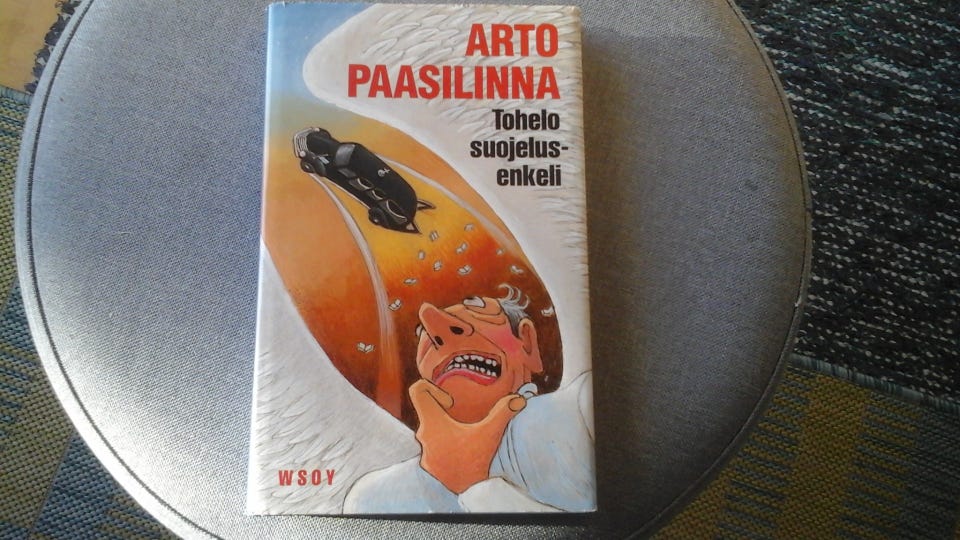 ARTO
PAASILINNA
Tohelo
suojelus-
enkeli
WSOY